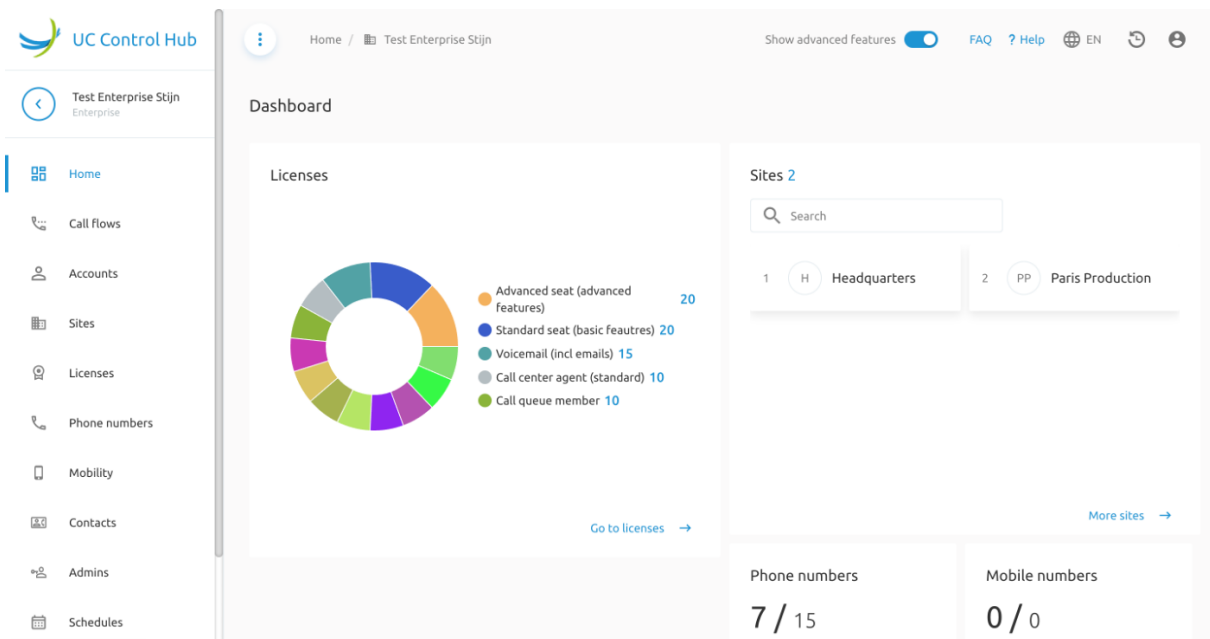 UC Control Hub
Home / Test Enterprise Stijn
Show advanced features
FAQ
? Help
EN
Test Enterprise Stijn
Enterprise
Home
Call flows
Accounts
Sites
Licenses
Phone numbers
Mobility
Contacts
Admins
Schedules
Dashboard
Licenses
Advanced seat (advanced
features) 20
Standard seat (basic feautres) 20
Voicemail (incl emails) 15
Call center agent (standard) 10
Call queue member 10
Go to licenses →
Sites 2
Search
1 H Headquarters
2 PP Paris Production
More sites →
Phone numbers
7 / 15
Mobile numbers
0 / 0